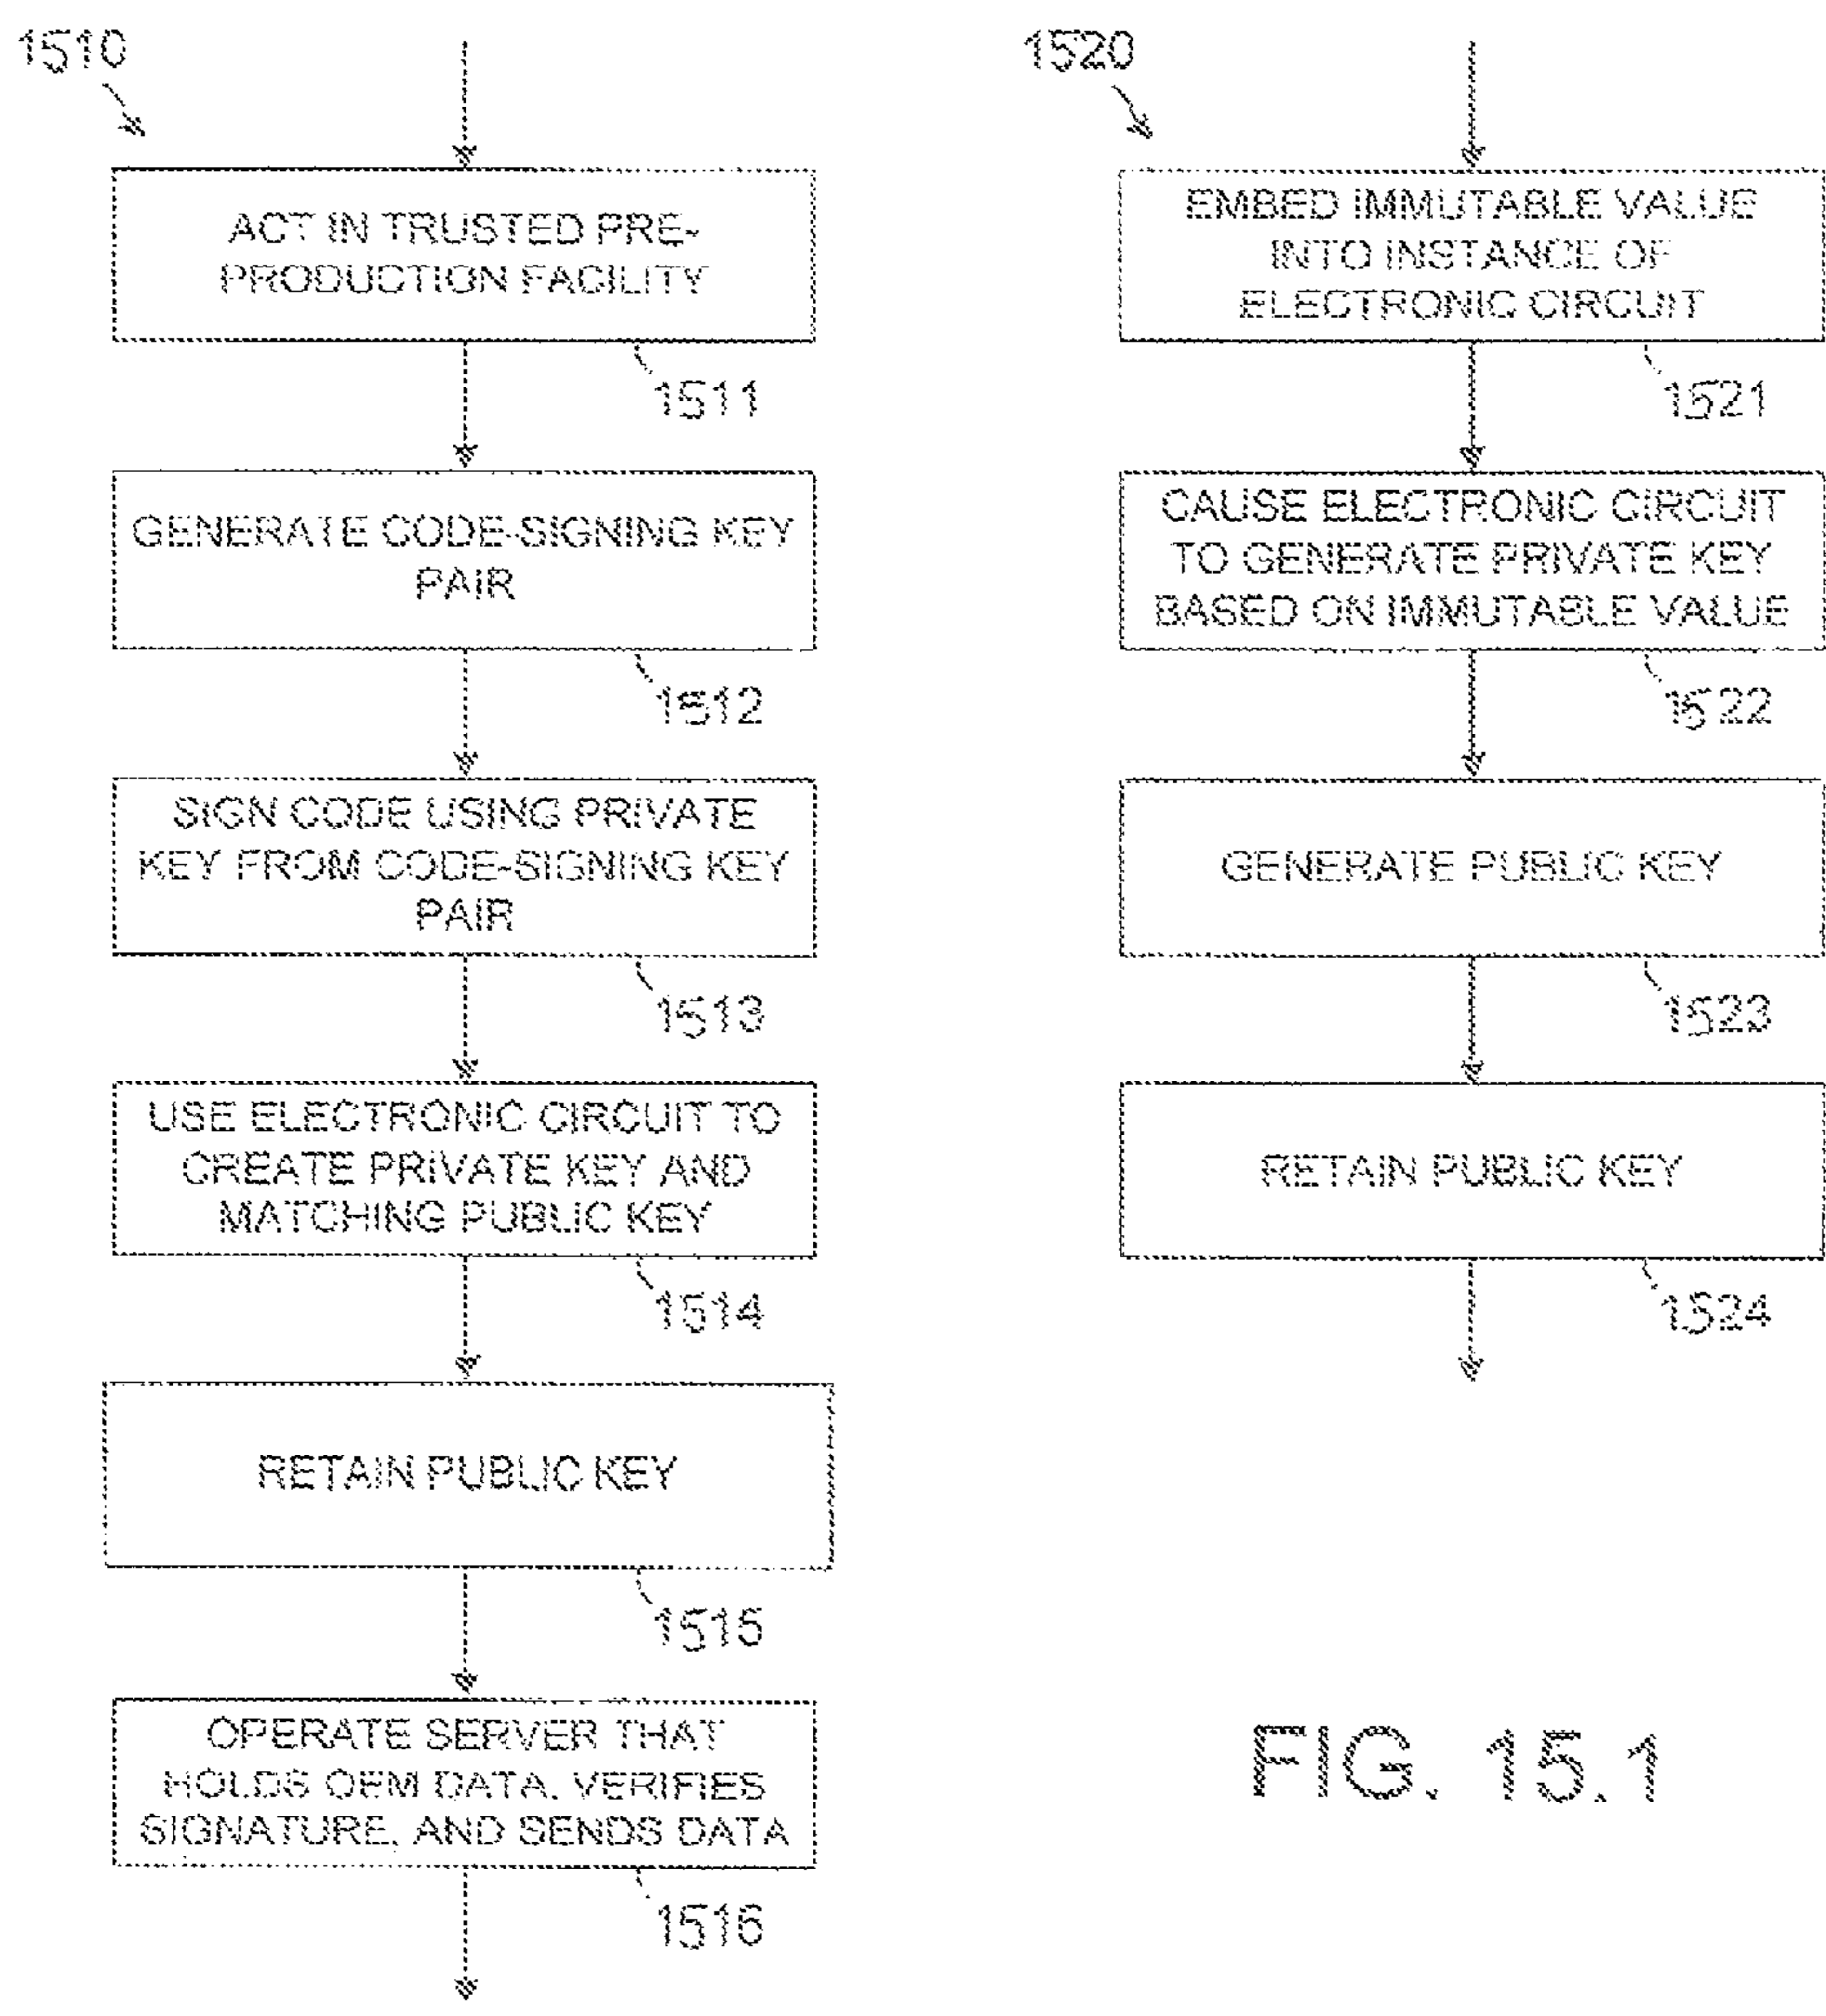 1510
ACT IN TRUSTED PRE-
PRODUCTION FACILITY
1511
GENERATE CODE-SIGNING KEY
PAIR
1512
SIGN CODE USING PRIVATE
KEY FROM CODE-SIGNING KEY
PAIR
1513
USE ELECTRONIC CIRCUIT TO
CREATE PRIVATE KEY AND
MATCHING PUBLIC KEY
1514
RETAIN PUBLIC KEY
1515
OPERATE SERVER THAT
HOLDS OEM DATA, VERIFIES
SIGNATURE, AND SENDS DATA
1516
1520
EMBED IMMUTABLE VALUE
INTO INSTANCE OF
ELECTRONIC CIRCUIT
1521
CAUSE ELECTRONIC CIRCUIT
TO GENERATE PRIVATE KEY
BASED ON IMMUTABLE VALUE
1522
GENERATE PUBLIC KEY
1523
RETAIN PUBLIC KEY
1524
FIG. 15.1